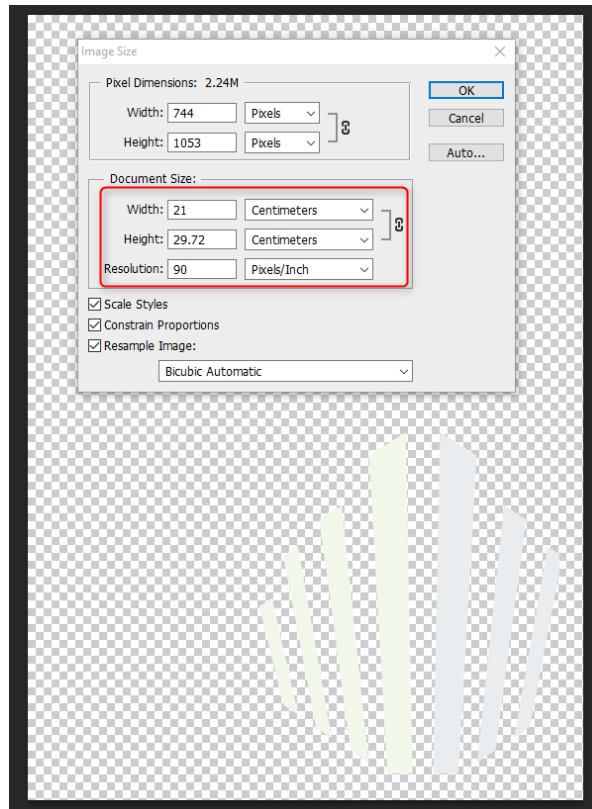 Image Size
Pixel Dimensions: 2.24M
OK
Width: 744 Pixels
Cancel
Height: 1053 Pixels
Auto...
Document Size:
Width: 21 Centimeters
Height: 29.72 Centimeters
Resolution: 90 Pixels/Inch
Scale Styles
Constrain Proportions
Resample Image:
Bicubic Automatic